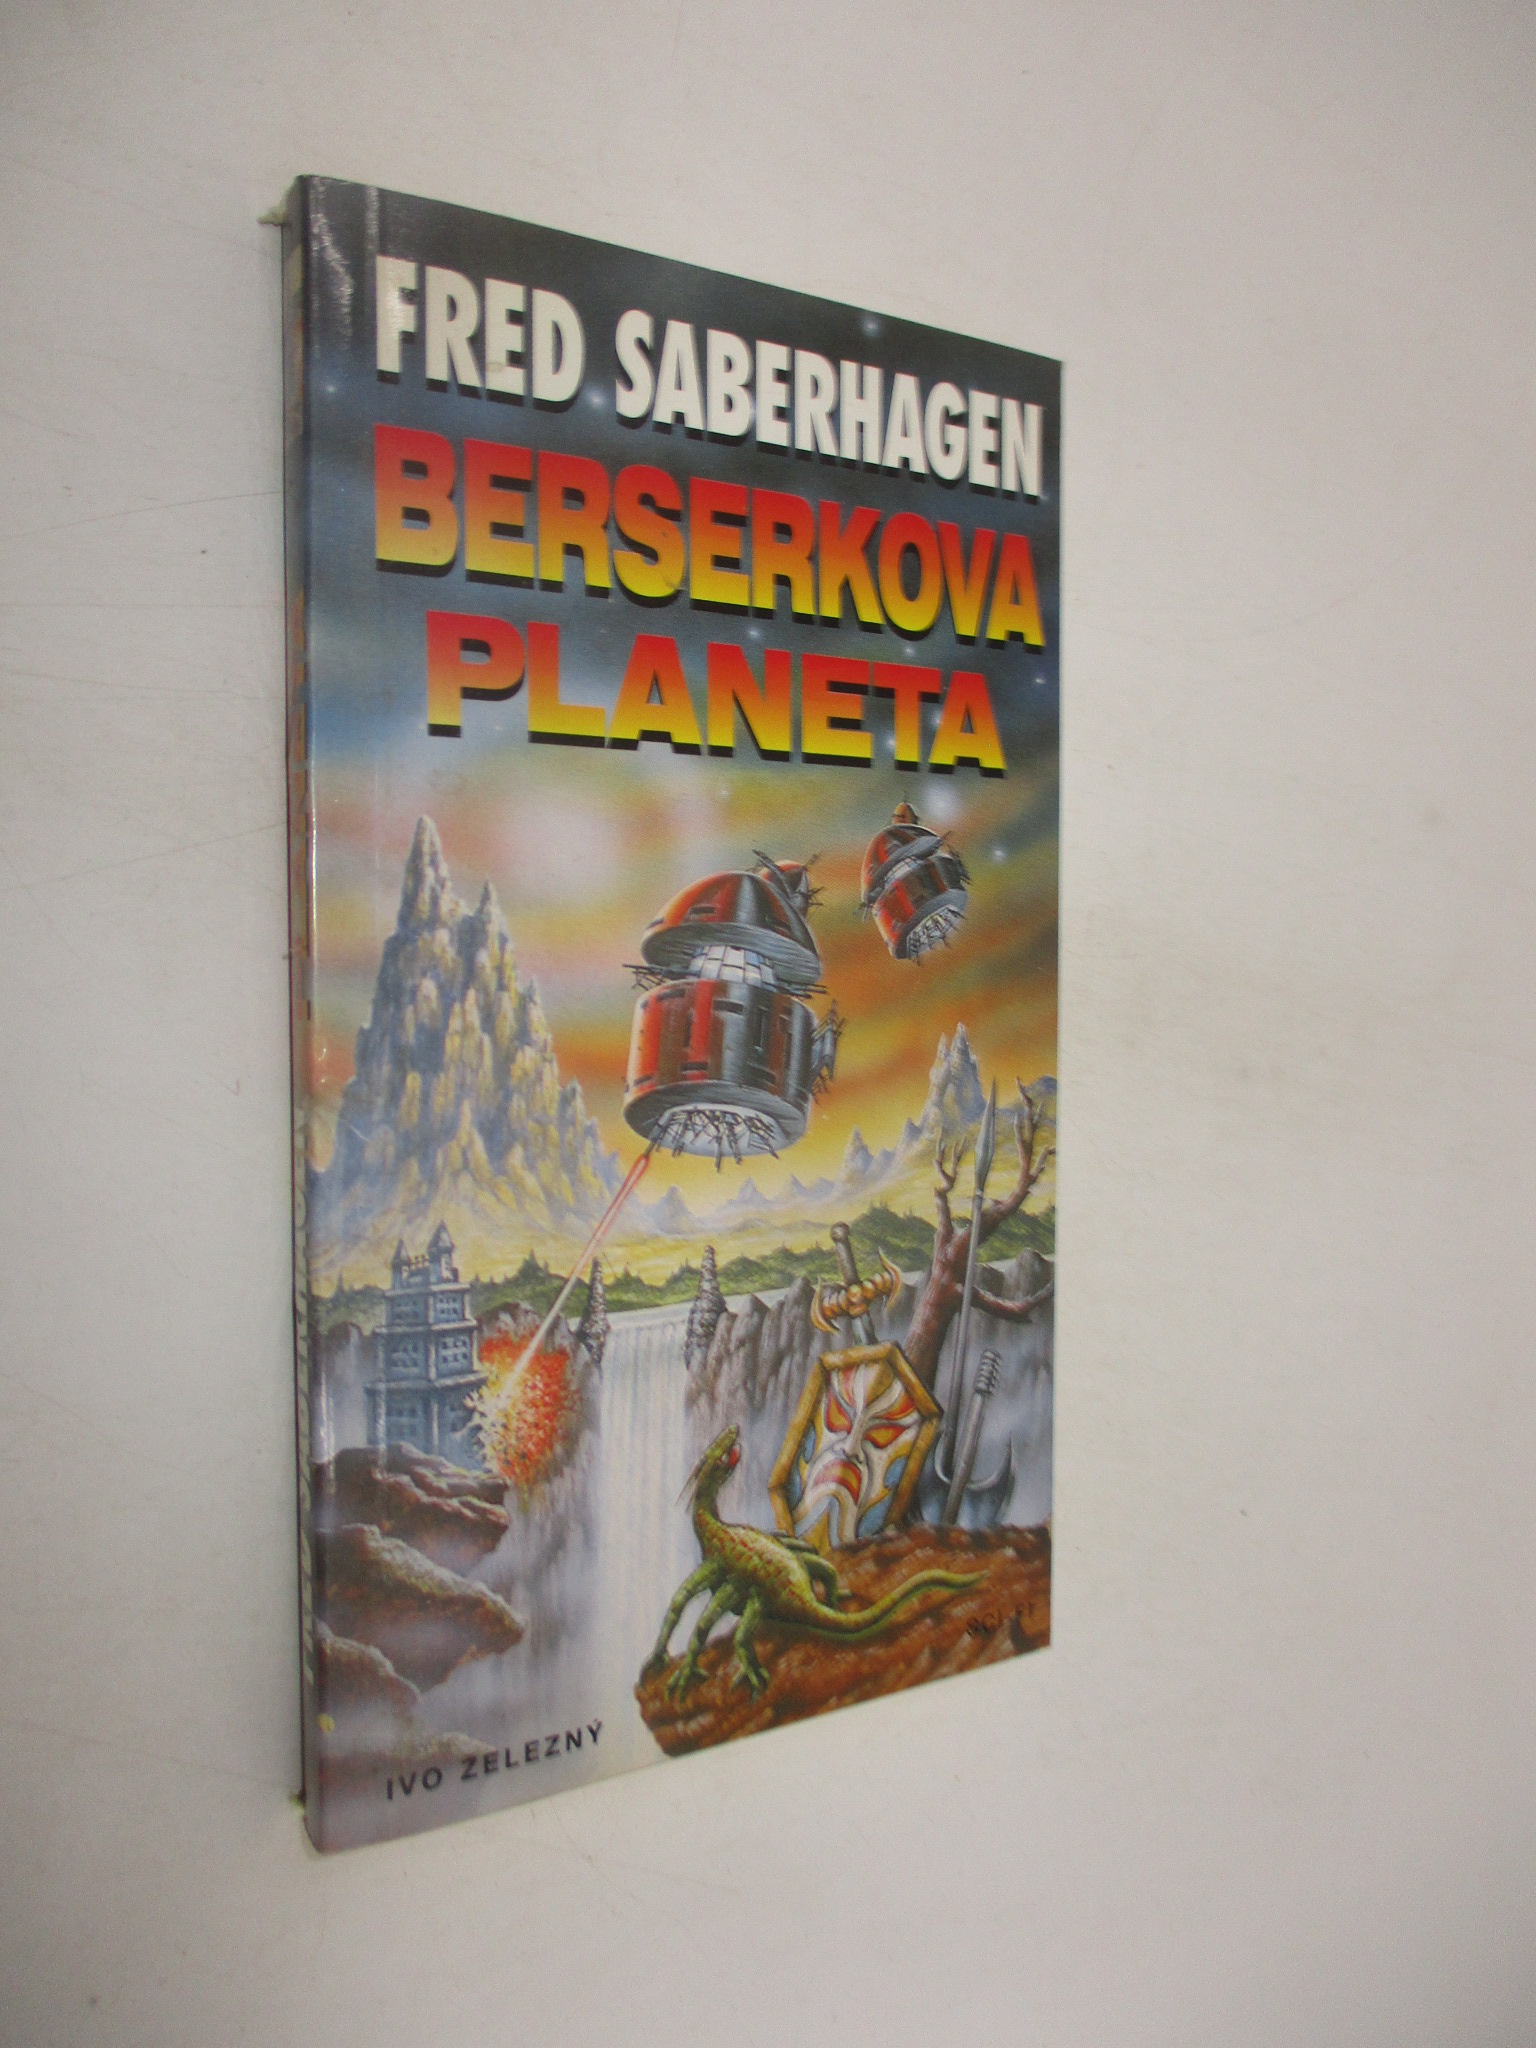 FRED SABERHAGEN
BERSERKOVA
PLANETA
IVO ŽELEZNÝ